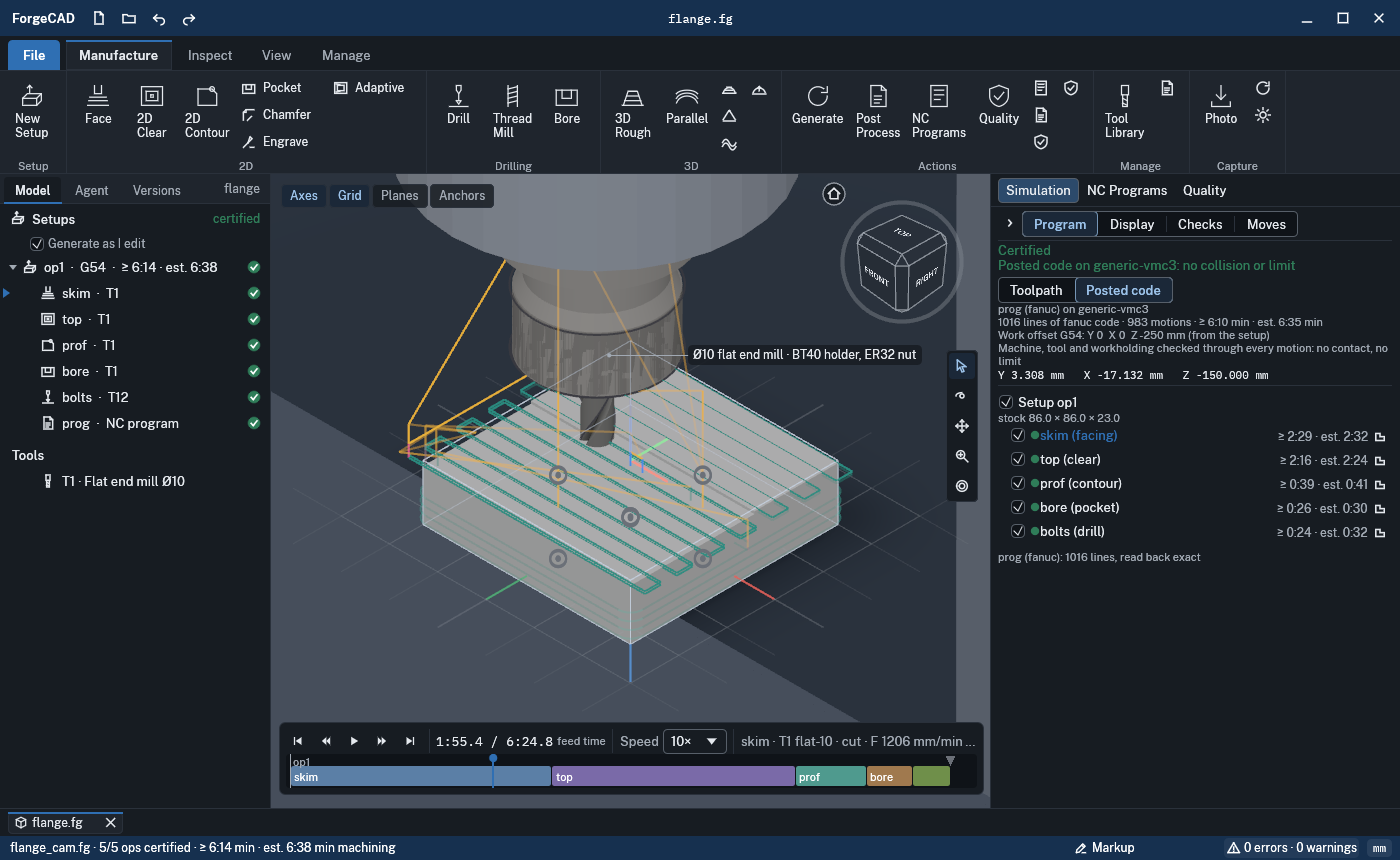 ForgeCAD
flange.fg
File
Manufacture
Inspect
View
Manage
New Setup
Face
2D Clear
2D Contour
Pocket
Chamfer
Engrave
Adaptive
Drill
Thread Mill
Bore
3D Rough
Parallel
Generate
Post Process
NC Programs
Quality
Tool Library
Photo
Setup
2D
Drilling
3D
Actions
Manage
Capture
Model
Agent
Versions
flange
Setups
certified
Generate as I edit
op1 · G54 · ≥ 6:14 · est. 6:38
skim · T1
top · T1
prof · T1
bore · T1
bolts · T12
prog · NC program
Tools
T1 · Flat end mill Ø10
Axes
Grid
Planes
Anchors
TOP
FRONT
RIGHT
Ø10 flat end mill · BT40 holder, ER32 nut
1:55.4 / 6:24.8 feed time
Speed
10×
skim · T1 flat-10 · cut · F 1206 mm/min ...
op1
skim
top
prof
bore
Simulation
NC Programs
Quality
Program
Display
Checks
Moves
Certified
Posted code on generic-vmc3: no collision or limit
Toolpath
Posted code
prog (fanuc) on generic-vmc3
1016 lines of fanuc code · 983 motions · ≥ 6:10 min · est. 6:35 min
Work offset G54: Y 0 X 0 Z -250 mm (from the setup)
Machine, tool and workholding checked through every motion: no contact, no
limit
Y 3.308 mm X -17.132 mm Z -150.000 mm
Setup op1
stock 86.0 × 86.0 × 23.0
skim (facing) ≥ 2:29 · est. 2:32
top (clear) ≥ 2:16 · est. 2:24
prof (contour) ≥ 0:39 · est. 0:41
bore (pocket) ≥ 0:26 · est. 0:30
bolts (drill) ≥ 0:24 · est. 0:32
prog (fanuc): 1016 lines, read back exact
flange.fg
flange_cam.fg · 5/5 ops certified · ≥ 6:14 min · est. 6:38 min machining
Markup
0 errors · 0 warnings
mm